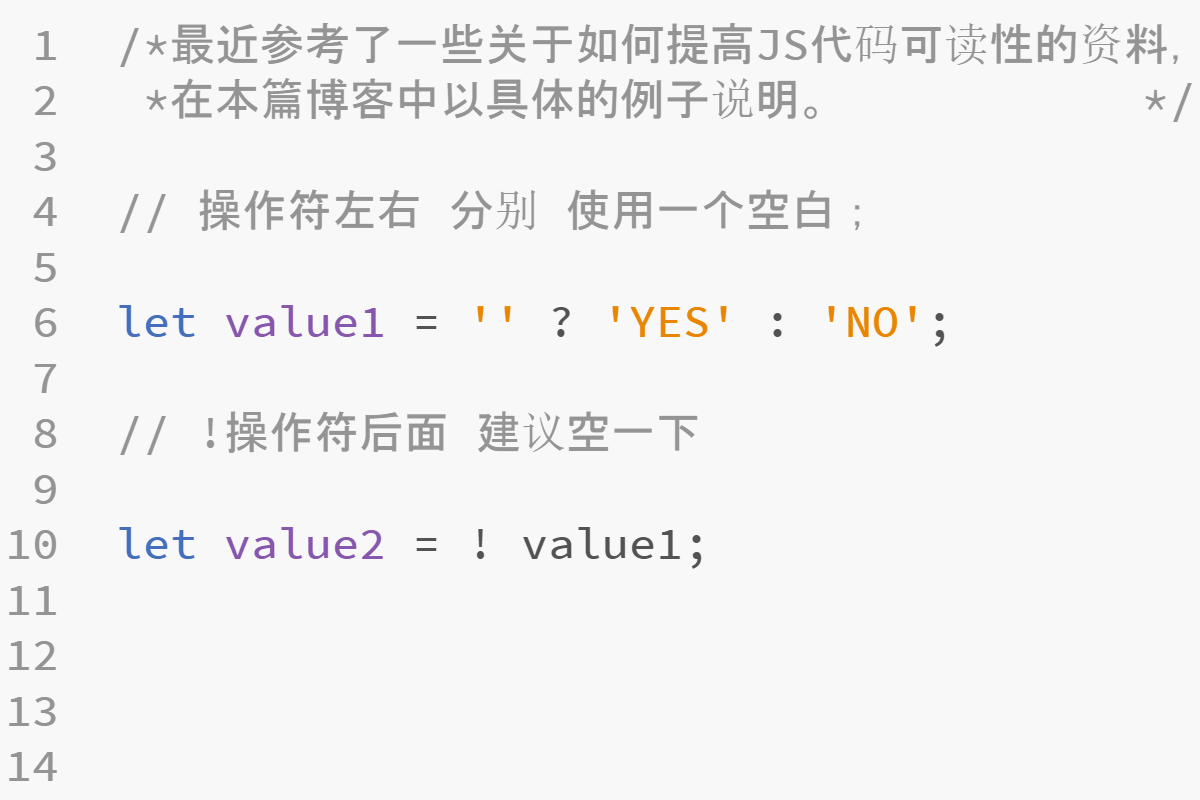 1 /*最近参考了一些关于如何提高JS代码可读性的资料,
2 *在本篇博客中以具体的例子说明。 */
3
4 // 操作符左右 分别 使用一个空白；
5
6 let value1 = '' ? 'YES' : 'NO';
7
8 // !操作符后面 建议空一下
9
10 let value2 = ! value1;
11
12
13
14